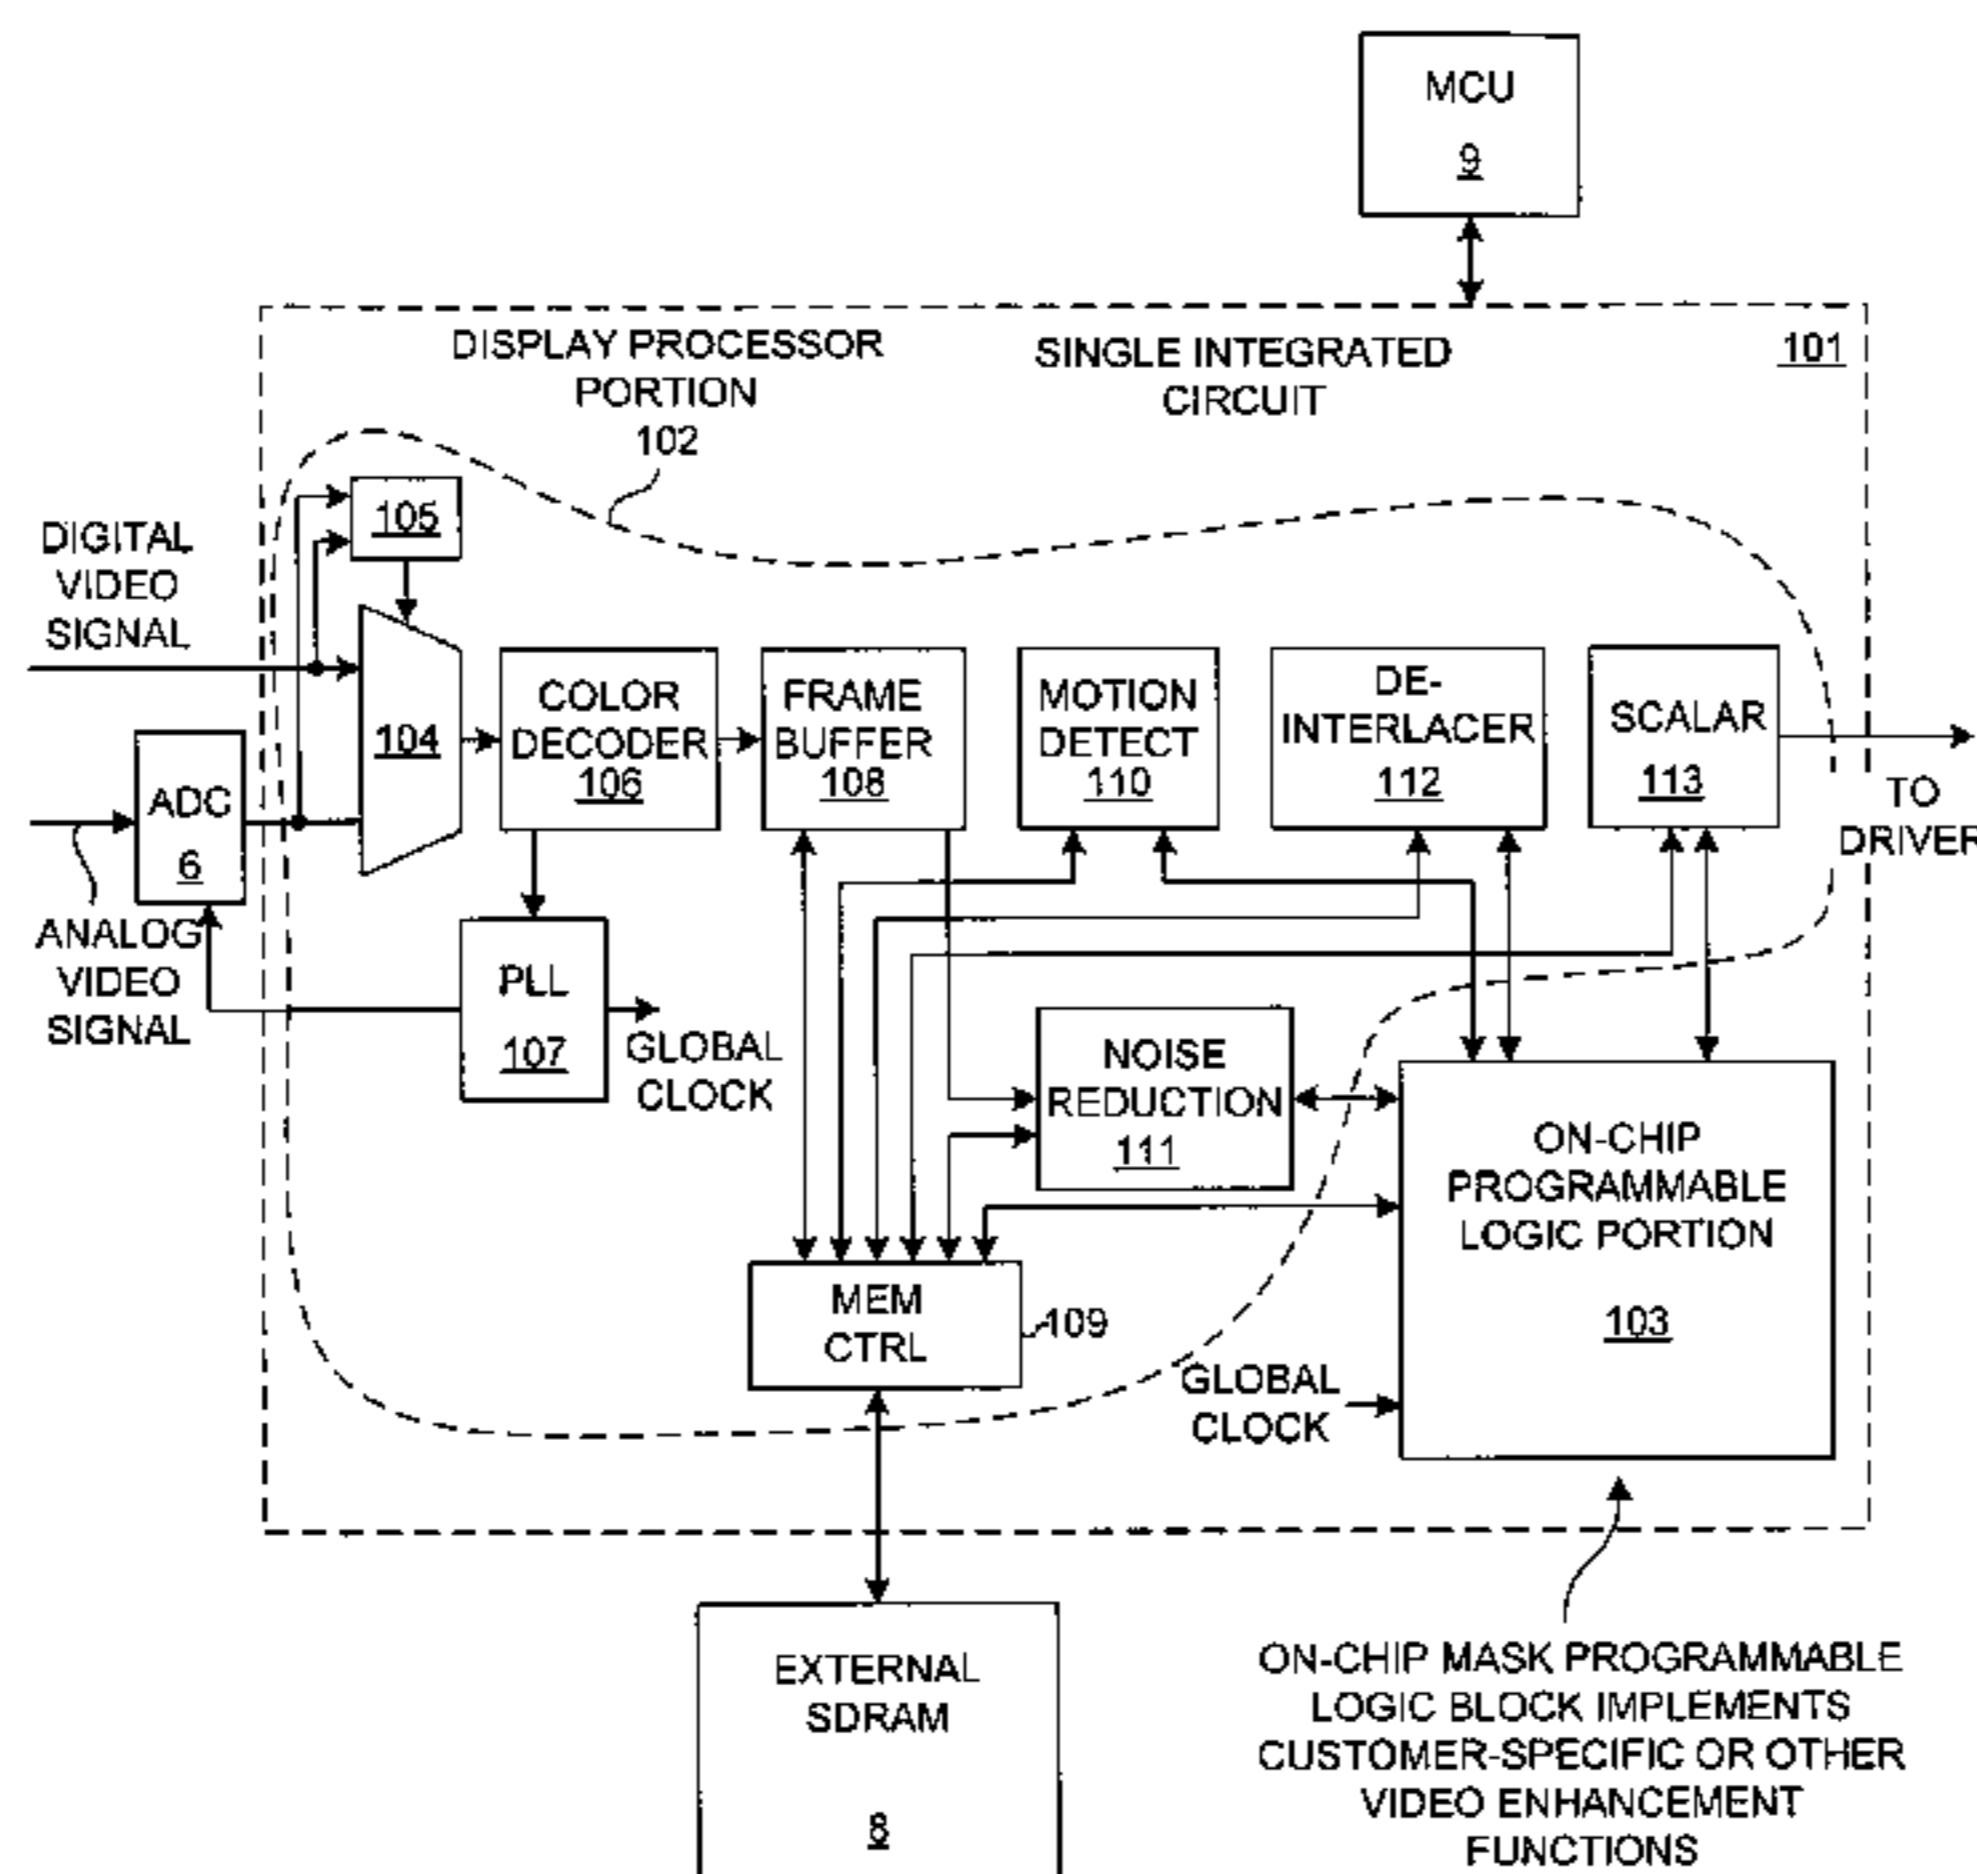 MCU
9
DISPLAY PROCESSOR
PORTION
102
SINGLE INTEGRATED
CIRCUIT
101
105
DIGITAL
VIDEO
SIGNAL
104
COLOR
DECODER
106
FRAME
BUFFER
108
MOTION
DETECT
110
DE-
INTERLACER
112
SCALAR
113
TO
DRIVER
ADC
6
ANALOG
VIDEO
SIGNAL
PLL
107
GLOBAL
CLOCK
NOISE
REDUCTION
111
ON-CHIP
PROGRAMMABLE
LOGIC PORTION
103
MEM
CTRL
109
GLOBAL
CLOCK
EXTERNAL
SDRAM
8
ON-CHIP MASK PROGRAMMABLE
LOGIC BLOCK IMPLEMENTS
CUSTOMER-SPECIFIC OR OTHER
VIDEO ENHANCEMENT
FUNCTIONS